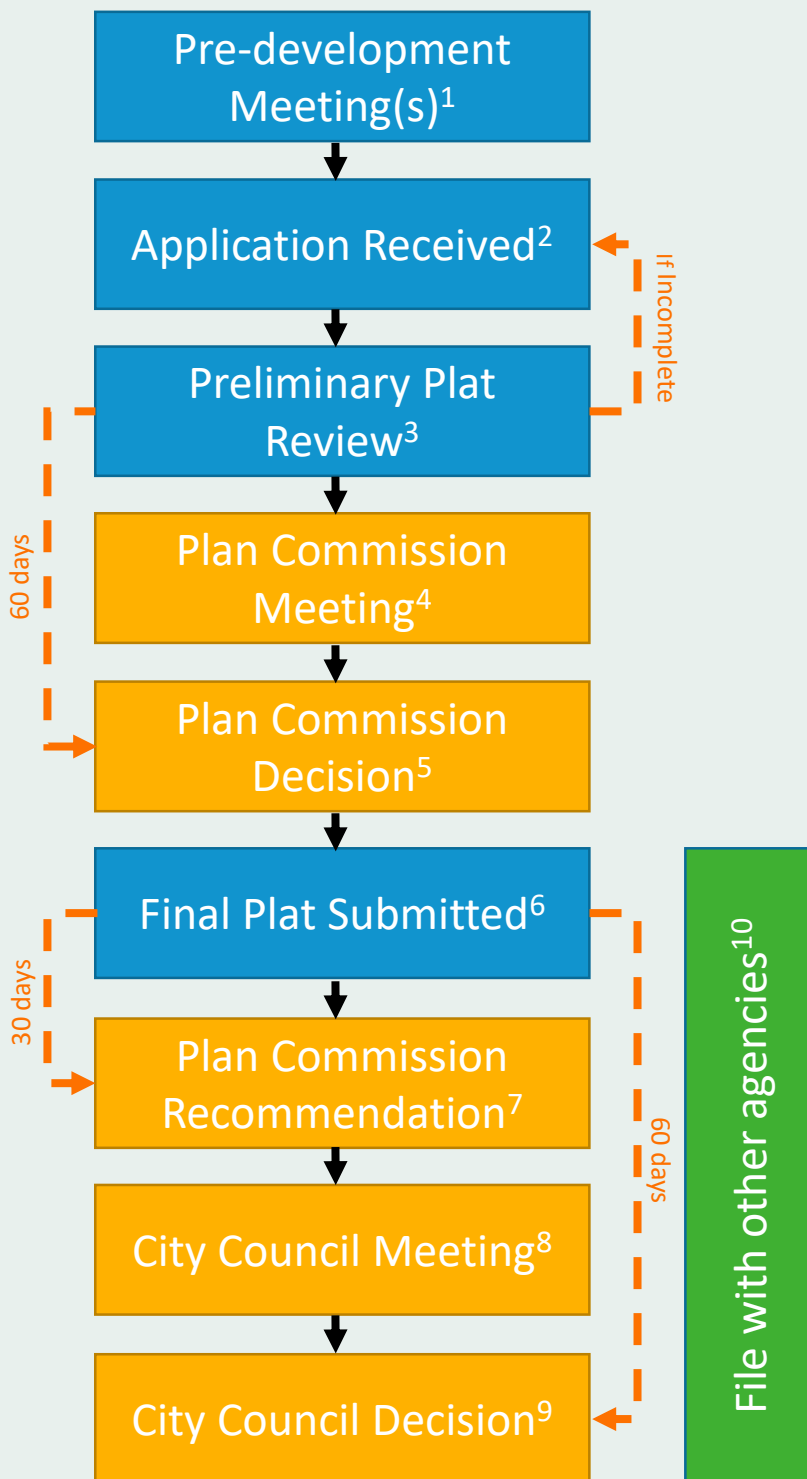 Pre-development
Meeting(s)1
Application Received2
If Incomplete
Preliminary Plat
Review3
60 days
Plan Commission
Meeting4
Plan Commission
Decision5
Final Plat Submitted6
30 days
Plan Commission
Recommendation7
60 days
City Council Meeting8
City Council Decision9
File with other agencies10